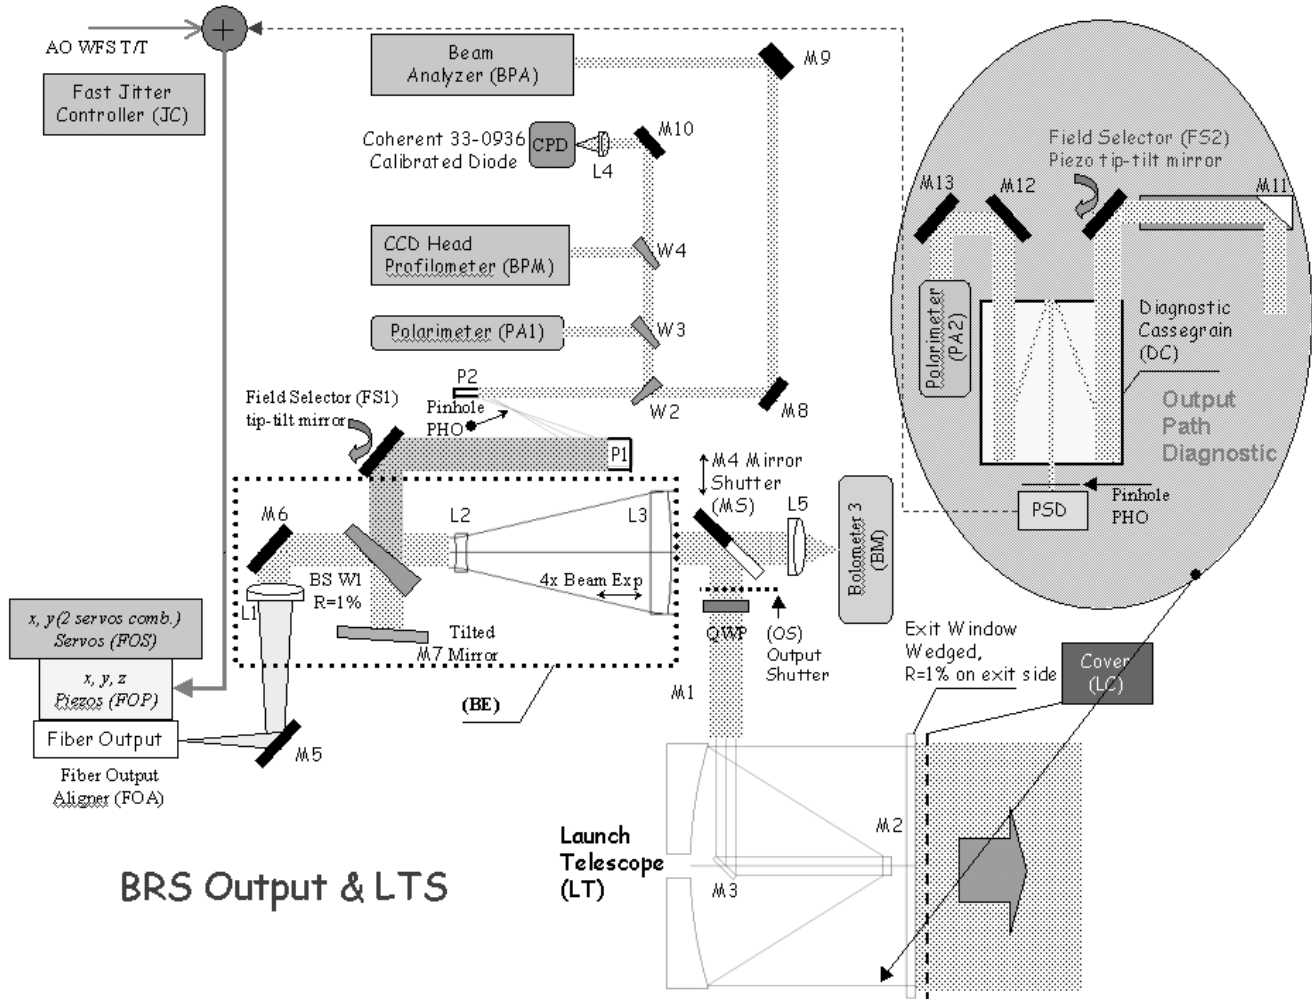 AO WFS T/T
+
Fast Jitter
Controller (JC)
Beam
Analyzer (BPA)
M9
Coherent 33-0936
Calibrated Diode
CPD
L4
M10
CCD Head
Profilometer (BPM)
W4
Polarimeter (PA1)
W3
P2
W2
M8
Field Selector (FS1)
tip-tilt mirror
Pinhole
PHO
P1
Field Selector (FS2)
Piezo tip-tilt mirror
M13
M12
M11
Polarimeter
(PA2)
Diagnostic
Cassegrain
(DC)
Output
Path
Diagnostic
PSD
Pinhole
PHO
M4 Mirror
Shutter
(MS)
L5
Bolometer 3
(BM)
M6
L2
L3
BS W1
R=1%
4x Beam Exp
L1
Tilted
M7 Mirror
QWP
(OS)
Output
Shutter
x, y(2 servos comb.)
Servos (FOS)
x, y, z
Piezos (FOP)
Fiber Output
M5
Fiber Output
Aligner (FOA)
(BE)
M1
Exit Window
Wedged,
R=1% on exit side
Cover
(LC)
M2
M3
Launch
Telescope
(LT)
BRS Output & LTS